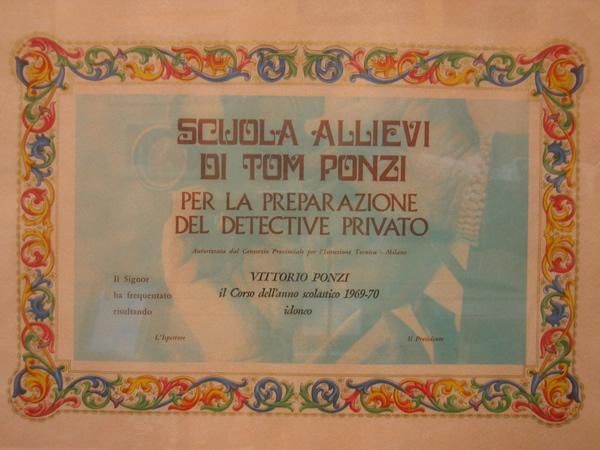 SCUOLA ALLIEVI
DI TOM PONZI
PER LA PREPARAZIONE
DEL DETECTIVE PRIVATO
Autorizzata dal Consorzio Provinciale per l'Istruzione Tecnica - Milano
Il Signor VITTORIO PONZI
ha frequentato il Corso dell'anno scolastico 1969-70
risultando idoneo
L'Ispettore Il Presidente